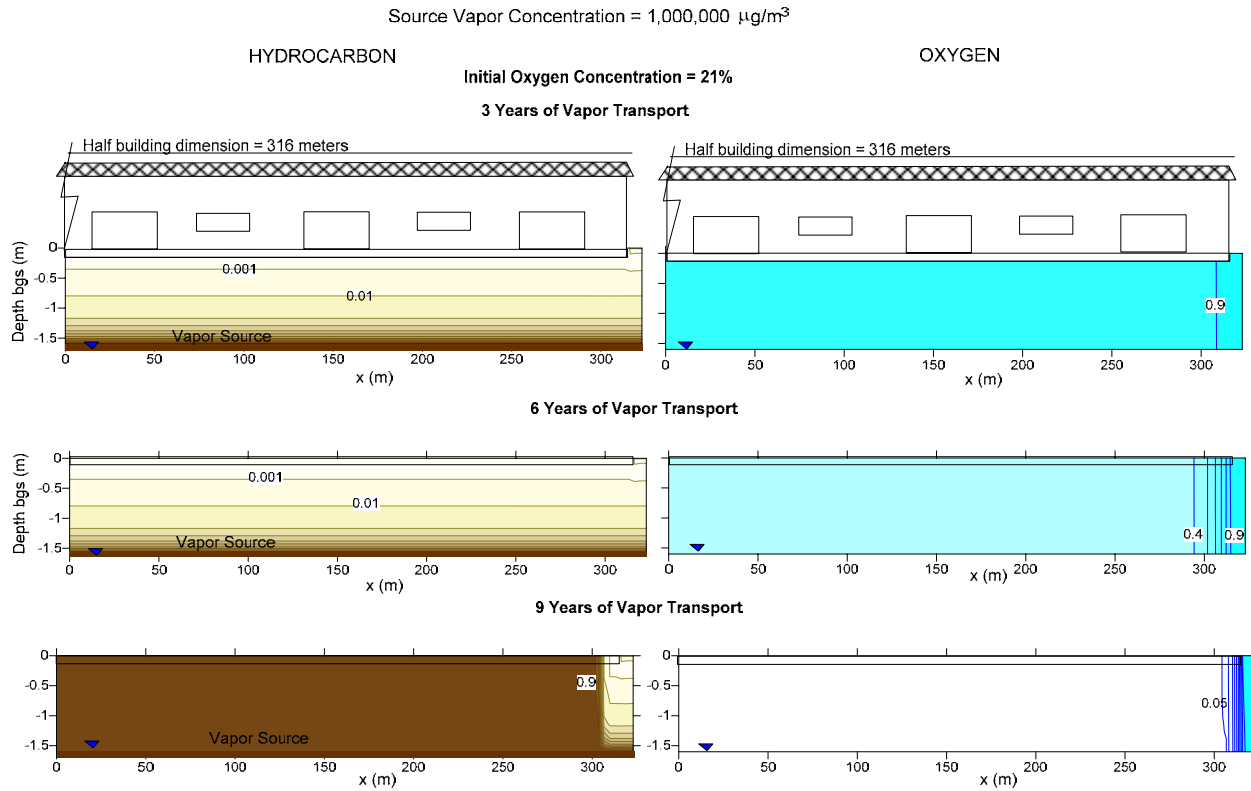 Source Vapor Concentration = 1,000,000 μg/m³
HYDROCARBON
OXYGEN
Initial Oxygen Concentration = 21%
3 Years of Vapor Transport
Half building dimension = 316 meters
Half building dimension = 316 meters
Depth bgs (m)
0
-0.5
-1
-1.5
0.001
0.01
Vapor Source
0 50 100 150 200 250 300
x (m)
0.9
0 50 100 150 200 250 300
x (m)
6 Years of Vapor Transport
Depth bgs (m)
0
-0.5
-1
-1.5
0.001
0.01
Vapor Source
0 50 100 150 200 250 300
x (m)
0.4 0.9
0 50 100 150 200 250 300
x (m)
9 Years of Vapor Transport
0
-0.5
-1
-1.5
0.9
Vapor Source
0 50 100 150 200 250 300
x (m)
0
-0.5
-1
-1.5
0.05
0 50 100 150 200 250 300
x (m)